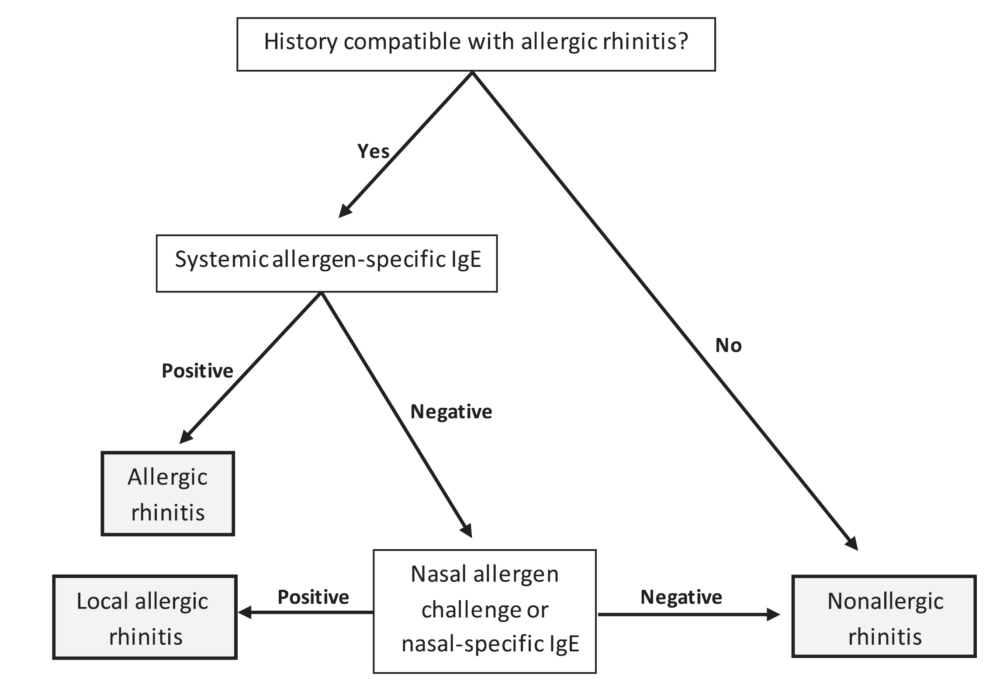 History compatible with allergic rhinitis?
Yes
Systemic allergen-specific IgE
No
Positive
Negative
Allergic
rhinitis
Nasal allergen
challenge or
nasal-specific IgE
Positive
Local allergic
rhinitis
Negative
Nonallergic
rhinitis